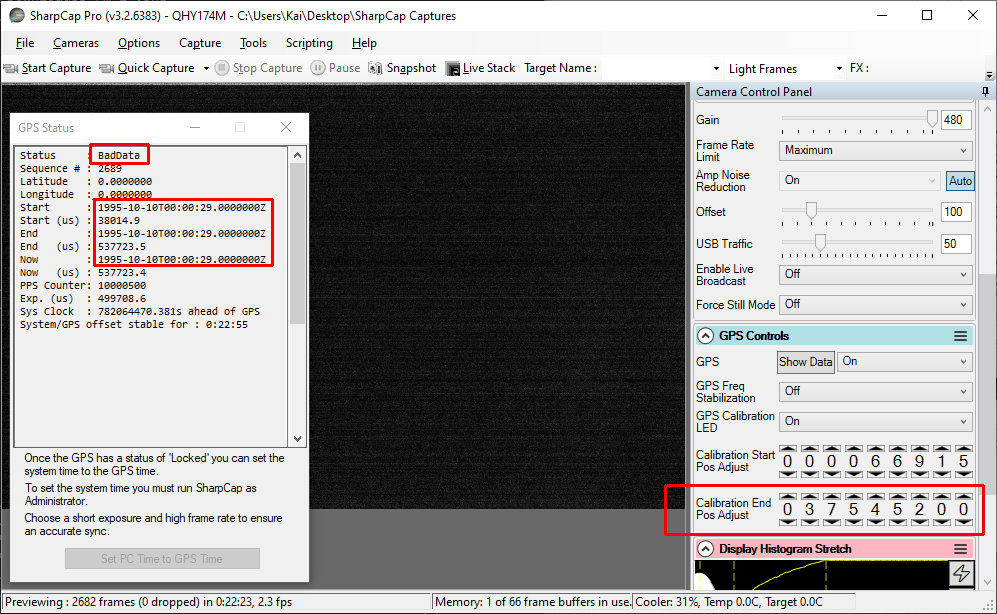 SharpCap Pro (v3.2.6383) - QHY174M - C:\Users\Kai\Desktop\SharpCap Captures
File Cameras Options Capture Tools Scripting Help
Start Capture Quick Capture Stop Capture Pause Snapshot Live Stack Target Name : Light Frames FX :
GPS Status
Status : BadData
Sequence # : 2689
Latitude : 0.0000000
Longitude : 0.0000000
Start : 1995-10-10T00:00:29.0000000Z
Start (us) : 38014.9
End : 1995-10-10T00:00:29.0000000Z
End (us) : 537723.5
Now : 1995-10-10T00:00:29.0000000Z
Now (us) : 537723.4
PPS Counter: 10000500
Exp. (us) : 499708.6
Sys Clock : 782064470.381s ahead of GPS
System/GPS offset stable for : 0:22:55
Once the GPS has a status of 'Locked' you can set the
system time to the GPS time.
To set the system time you must run SharpCap as
Administrator.
Choose a short exposure and high frame rate to ensure
an accurate sync.
Set PC Time to GPS Time
Camera Control Panel
Gain 480
Frame Rate
Limit Maximum
Amp Noise
Reduction On Auto
Offset 100
USB Traffic 50
Enable Live
Broadcast Off
Force Still Mode Off
GPS Controls
GPS Show Data On
GPS Freq
Stabilization Off
GPS Calibration
LED On
Calibration Start
Pos Adjust 0 0 0 0 6 6 9 1 5
Calibration End
Pos Adjust 0 3 7 5 4 5 2 0 0
Display Histogram Stretch
Previewing : 2682 frames (0 dropped) in 0:22:23, 2.3 fps Memory: 1 of 66 frame buffers in use. Cooler: 31%, Temp 0.0C, Target 0.0C